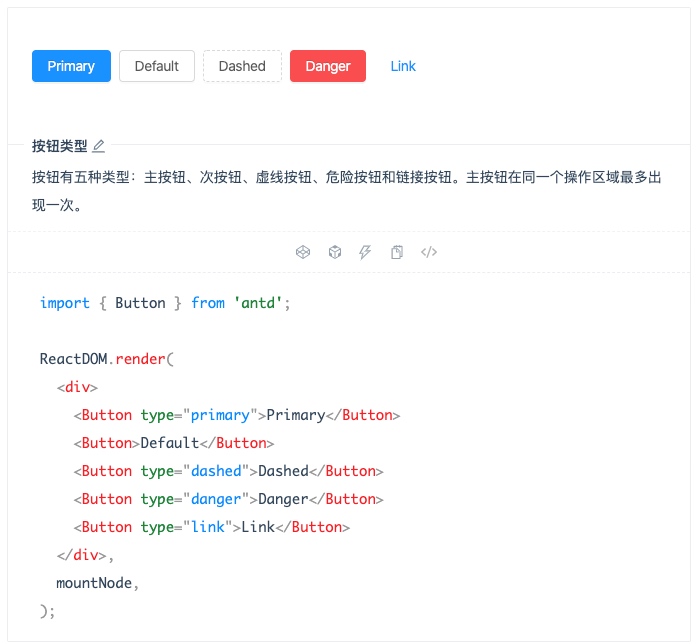 Primary Default Dashed Danger Link
按钮类型
按钮有五种类型：主按钮、次按钮、虚线按钮、危险按钮和链接按钮。主按钮在同一个操作区域最多出
现一次。
import { Button } from 'antd';
ReactDOM.render(
  <div>
    <Button type="primary">Primary</Button>
    <Button>Default</Button>
    <Button type="dashed">Dashed</Button>
    <Button type="danger">Danger</Button>
    <Button type="link">Link</Button>
  </div>,
  mountNode,
);